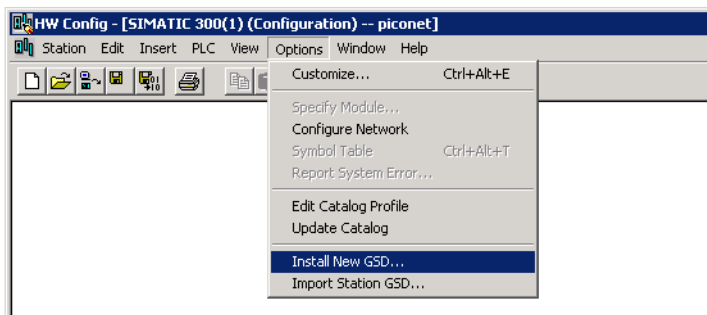 HW Config - [SIMATIC 300(1) (Configuration) -- piconet]
Station Edit Insert PLC View Options Window Help
Customize... Ctrl+Alt+E
Specify Module...
Configure Network
Symbol Table Ctrl+Alt+T
Report System Error...
Edit Catalog Profile
Update Catalog
Install New GSD...
Import Station GSD...